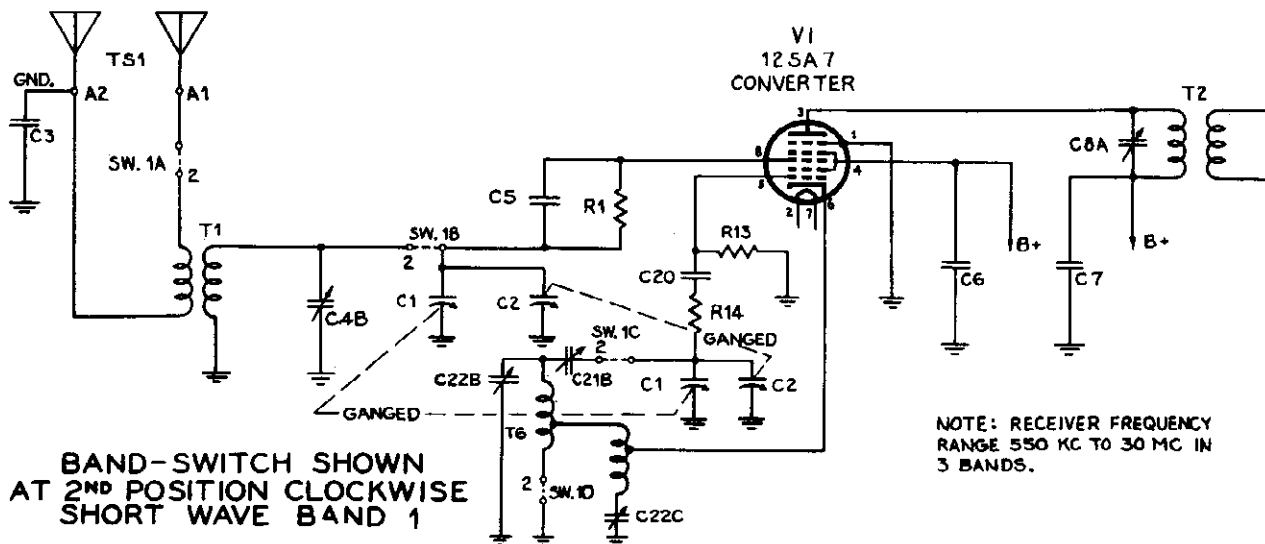 V1
12SA7
CONVERTER
TS1
GND.
A2
A1
C3
SW. 1A
2
T1
C5
R1
SW. 1B
2
3
1
8
4
5
2
7
6
C8A
T2
B+
B+
R13
C20
C6
C7
C4B
C1
C2
R14
SW. 1C
2
GANGED
C22B
C21B
C1
C2
GANGED
T6
2
SW. 1D
C22C
NOTE: RECEIVER FREQUENCY
RANGE 550 KC TO 30 MC IN
3 BANDS.
BAND-SWITCH SHOWN
AT 2ND POSITION CLOCKWISE
SHORT WAVE BAND 1